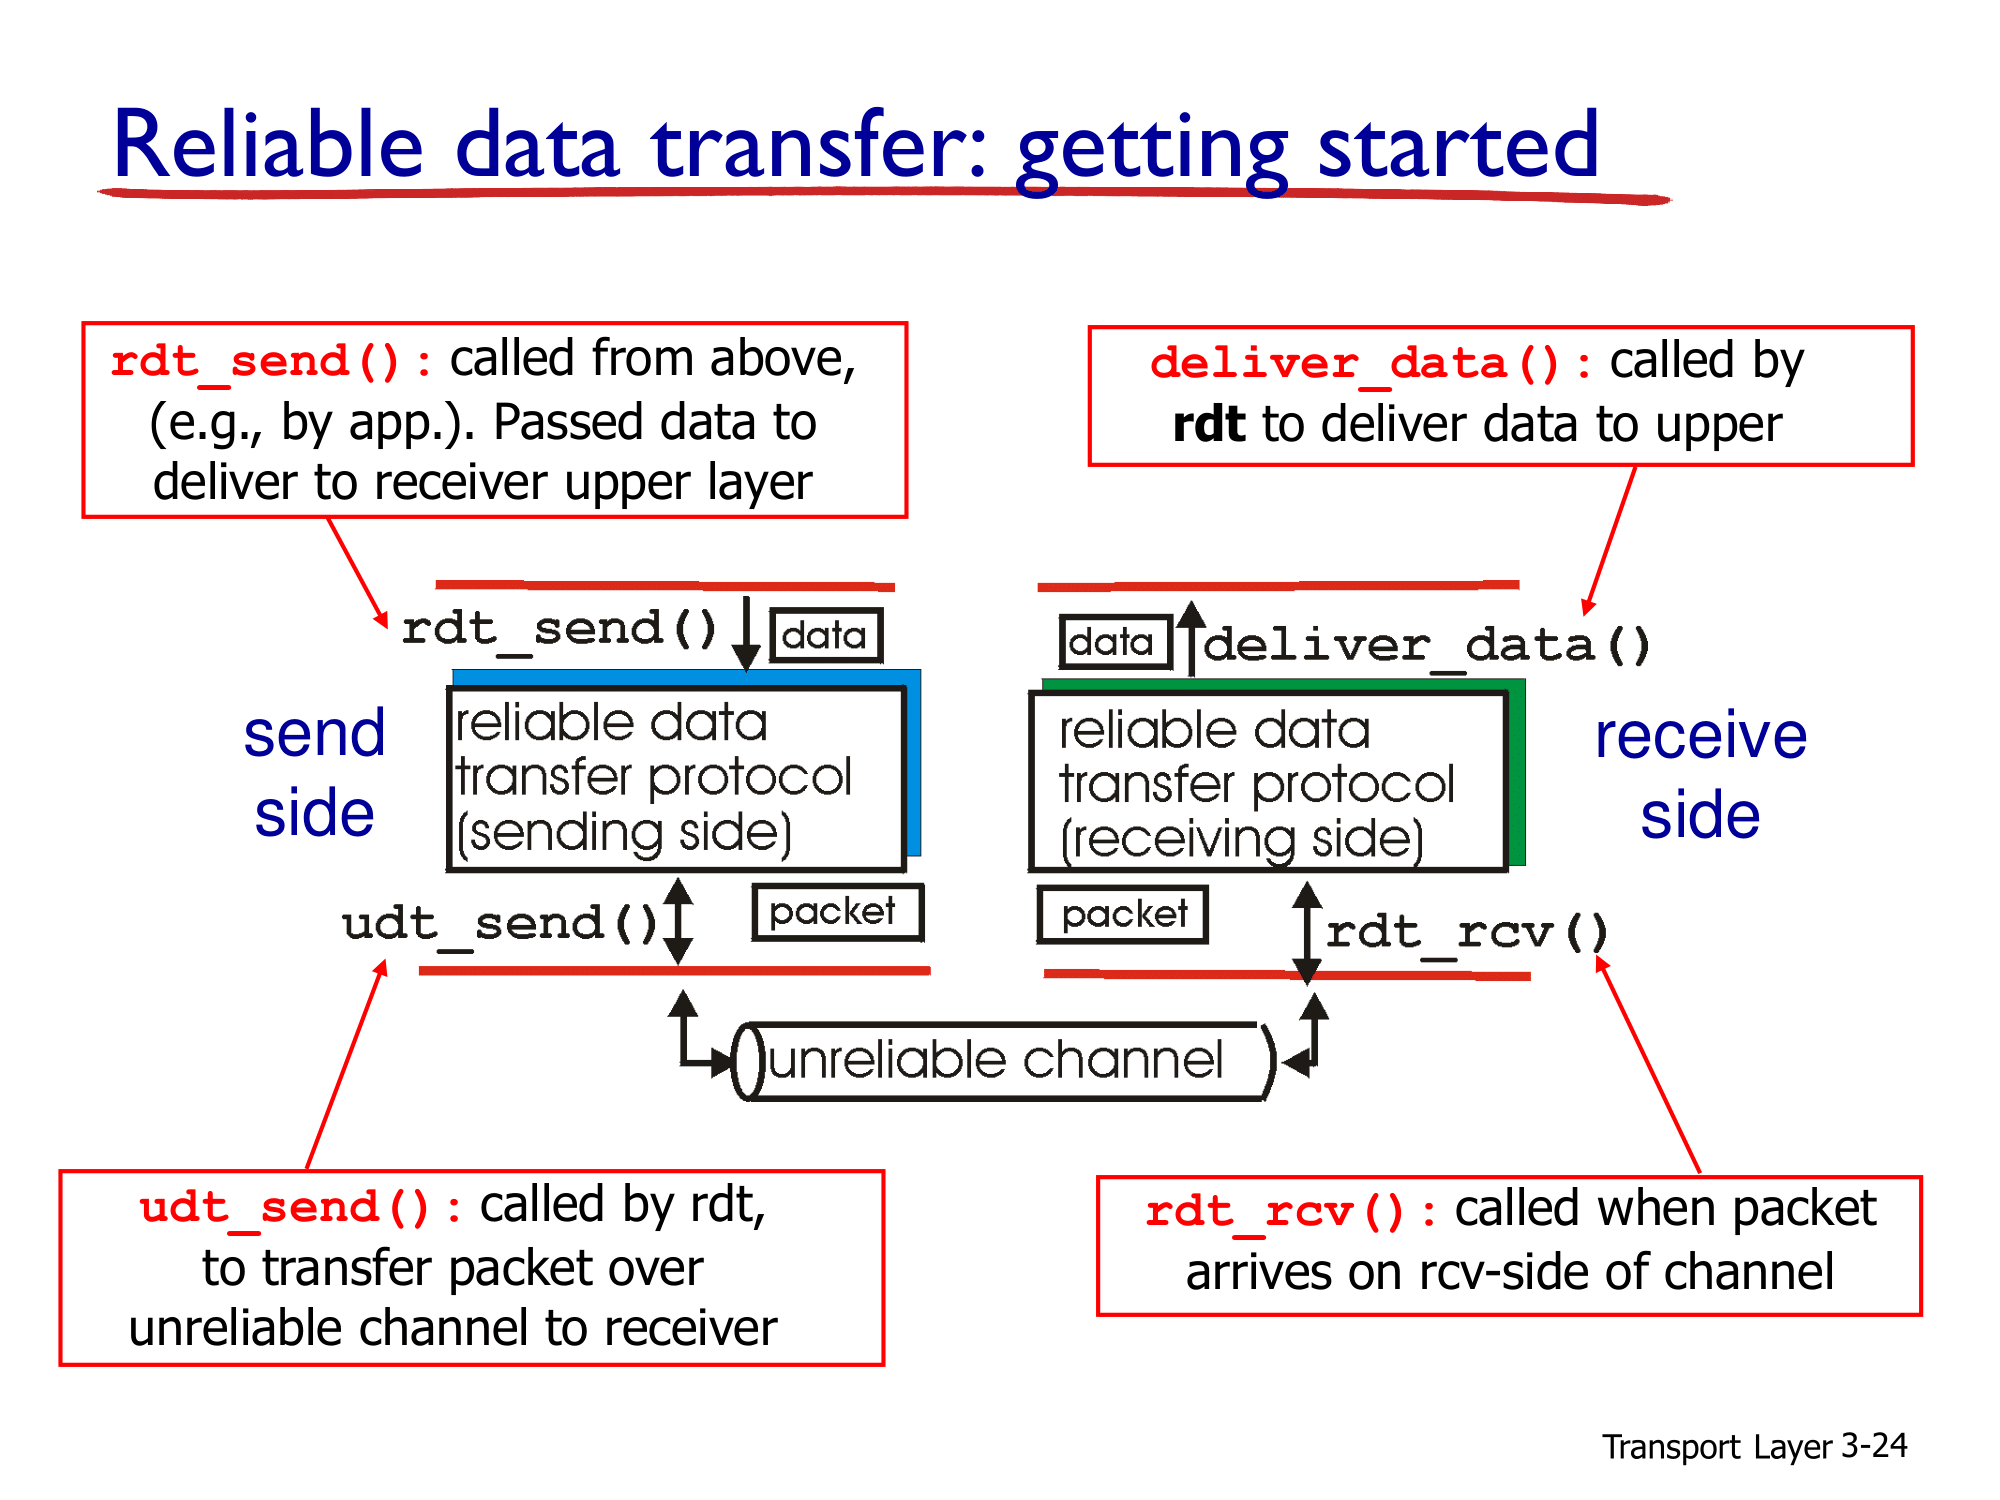 Reliable data transfer: getting started
rdt_send(): called from above,
(e.g., by app.). Passed data to
deliver to receiver upper layer
deliver_data(): called by
rdt to deliver data to upper
rdt_send()
data
data
deliver_data()
send
side
reliable data
transfer protocol
(sending side)
reliable data
transfer protocol
(receiving side)
receive
side
udt_send()
packet
packet
rdt_rcv()
unreliable channel
udt_send(): called by rdt,
to transfer packet over
unreliable channel to receiver
rdt_rcv(): called when packet
arrives on rcv-side of channel
Transport Layer 3-24